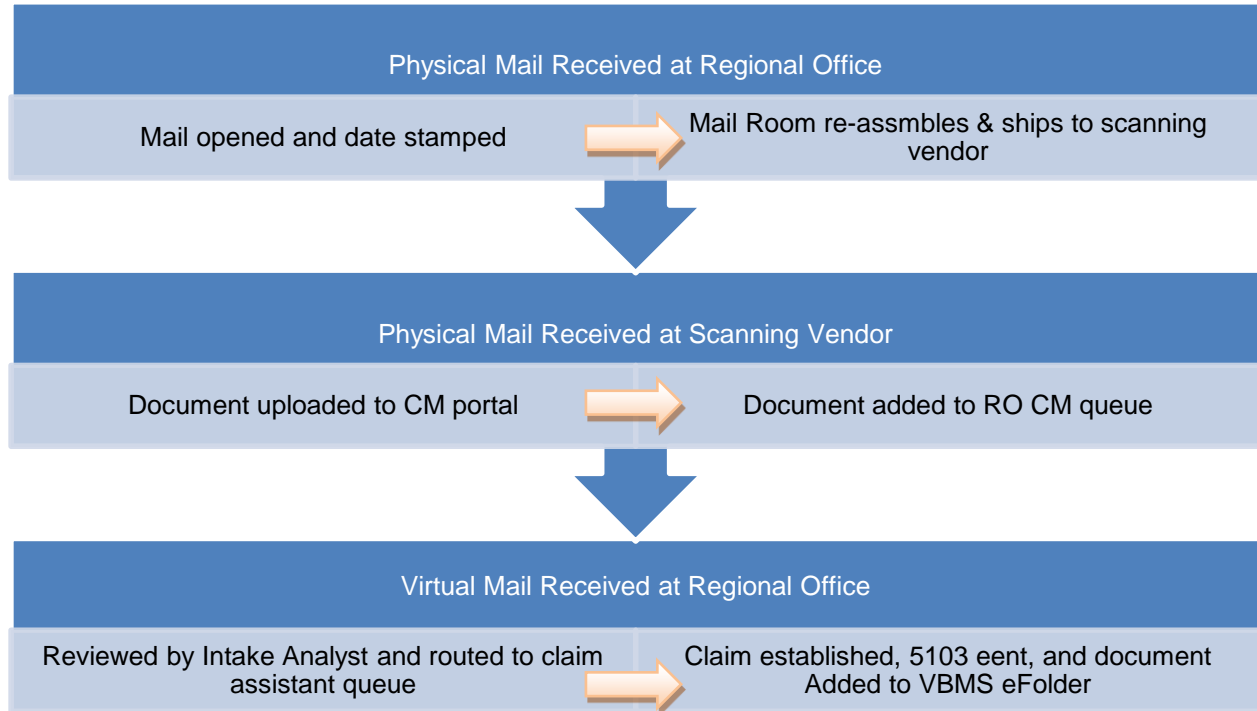 Physical Mail Received at Regional Office
Mail opened and date stamped
Mail Room re-assmbles & ships to scanning
vendor
Physical Mail Received at Scanning Vendor
Document uploaded to CM portal
Document added to RO CM queue
Virtual Mail Received at Regional Office
Reviewed by Intake Analyst and routed to claim
assistant queue
Claim established, 5103 eent, and document
Added to VBMS eFolder